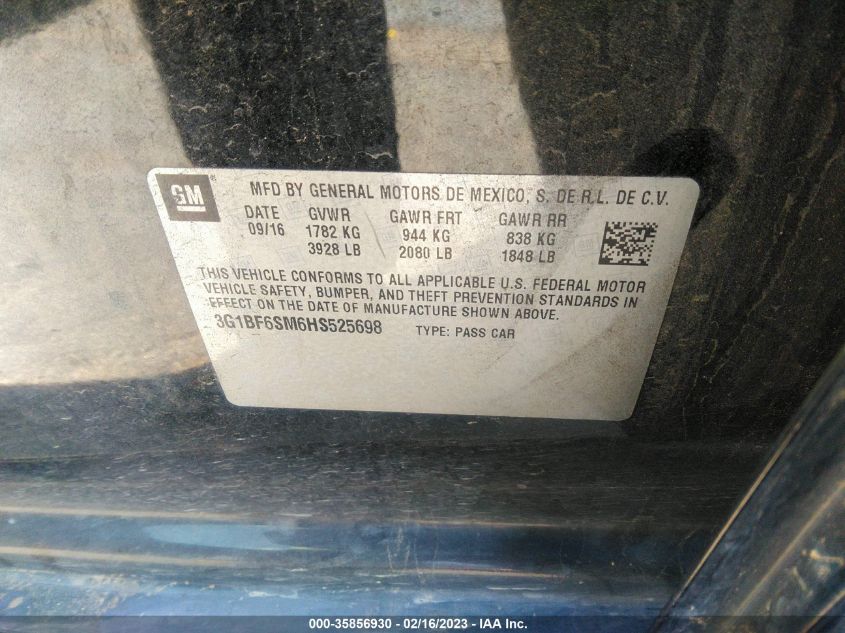 GM ® MFD BY GENERAL MOTORS DE MEXICO, S. DE R.L. DE C.V.
DATE GVWR GAWR FRT GAWR RR
09/16 1782 KG 944 KG 838 KG
3928 LB 2080 LB 1848 LB
THIS VEHICLE CONFORMS TO ALL APPLICABLE U.S. FEDERAL MOTOR
VEHICLE SAFETY, BUMPER, AND THEFT PREVENTION STANDARDS IN
EFFECT ON THE DATE OF MANUFACTURE SHOWN ABOVE.
3G1BF6SM6HS525698 TYPE: PASS CAR
000-35856930 - 02/16/2023 - IAA Inc.